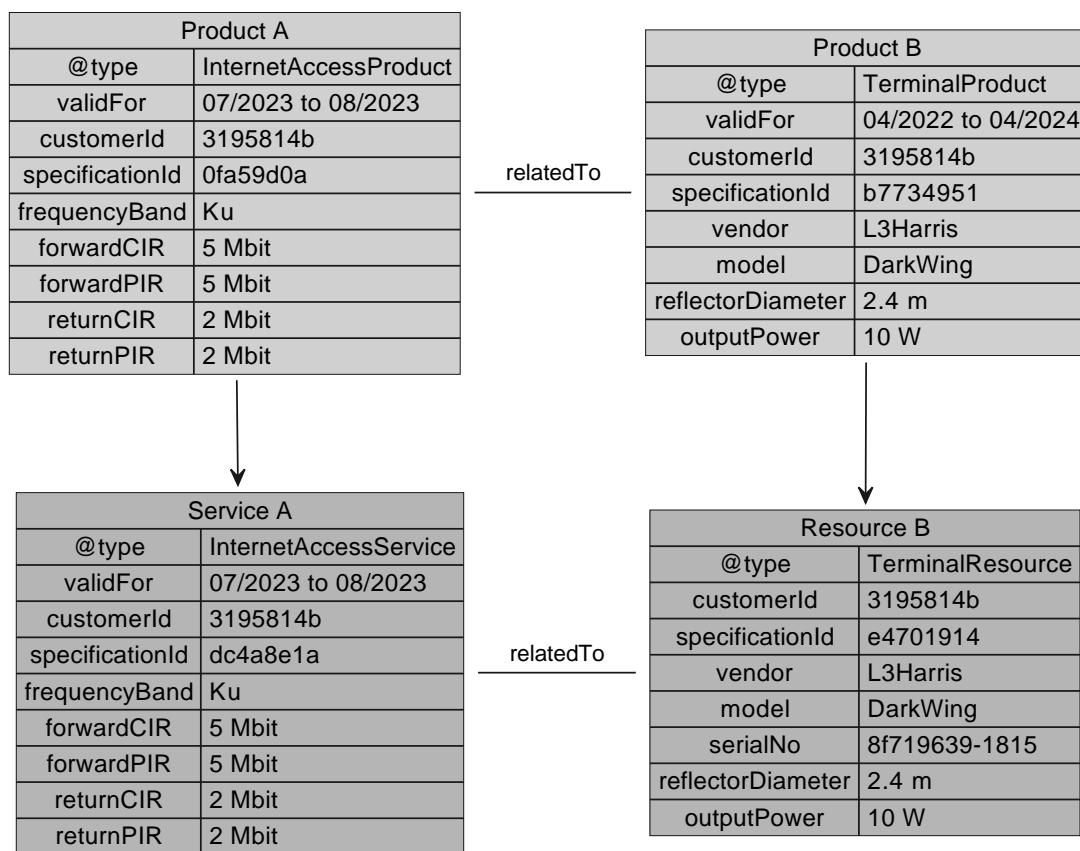 Product A
@type InternetAccessProduct
validFor 07/2023 to 08/2023
customerId 3195814b
specificationId 0fa59d0a
frequencyBand Ku
forwardCIR 5 Mbit
forwardPIR 5 Mbit
returnCIR 2 Mbit
returnPIR 2 Mbit
relatedTo
Product B
@type TerminalProduct
validFor 04/2022 to 04/2024
customerId 3195814b
specificationId b7734951
vendor L3Harris
model DarkWing
reflectorDiameter 2.4 m
outputPower 10 W
Service A
@type InternetAccessService
validFor 07/2023 to 08/2023
customerId 3195814b
specificationId dc4a8e1a
frequencyBand Ku
forwardCIR 5 Mbit
forwardPIR 5 Mbit
returnCIR 2 Mbit
returnPIR 2 Mbit
relatedTo
Resource B
@type TerminalResource
customerId 3195814b
specificationId e4701914
vendor L3Harris
model DarkWing
serialNo 8f719639-1815
reflectorDiameter 2.4 m
outputPower 10 W